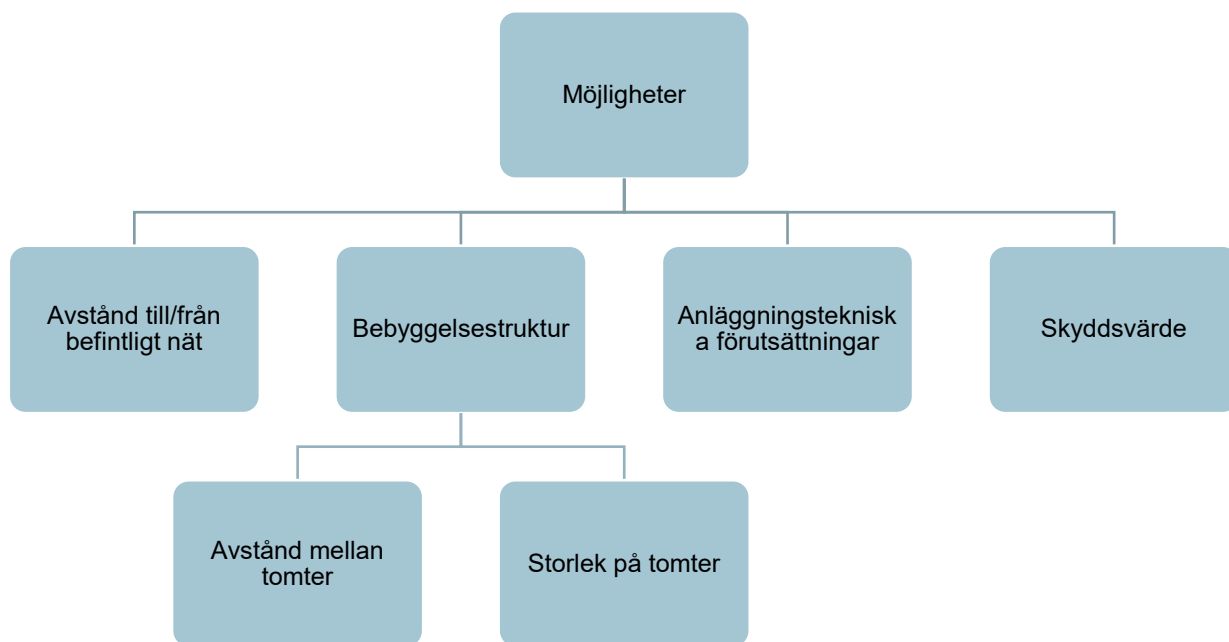 Möjligheter
Avstånd till/från
befintligt nät
Bebyggelsestruktur
Anläggningsteknisk
a förutsättningar
Skyddsvärde
Avstånd mellan
tomter
Storlek på tomter